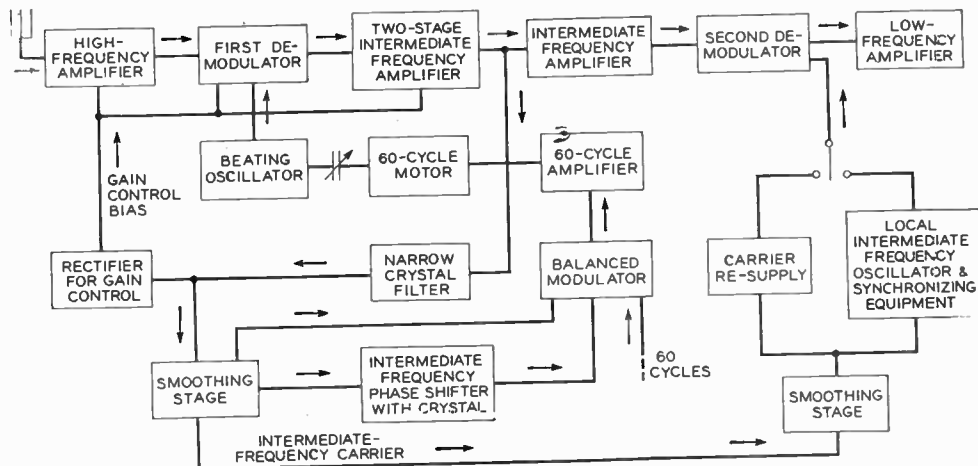 HIGH-
FREQUENCY
AMPLIFIER
FIRST DE-
MODULATOR
TWO-STAGE
INTERMEDIATE
FREQUENCY
AMPLIFIER
INTERMEDIATE
FREQUENCY
AMPLIFIER
SECOND DE-
MODULATOR
LOW-
FREQUENCY
AMPLIFIER
GAIN
CONTROL
BIAS
BEATING
OSCILLATOR
60-CYCLE
MOTOR
60-CYCLE
AMPLIFIER
RECTIFIER
FOR GAIN
CONTROL
NARROW
CRYSTAL
FILTER
BALANCED
MODULATOR
CARRIER
RE-SUPPLY
LOCAL
INTERMEDIATE
FREQUENCY
OSCILLATOR &
SYNCHRONIZING
EQUIPMENT
SMOOTHING
STAGE
INTERMEDIATE
FREQUENCY
PHASE SHIFTER
WITH CRYSTAL
60
CYCLES
SMOOTHING
STAGE
INTERMEDIATE-
FREQUENCY CARRIER